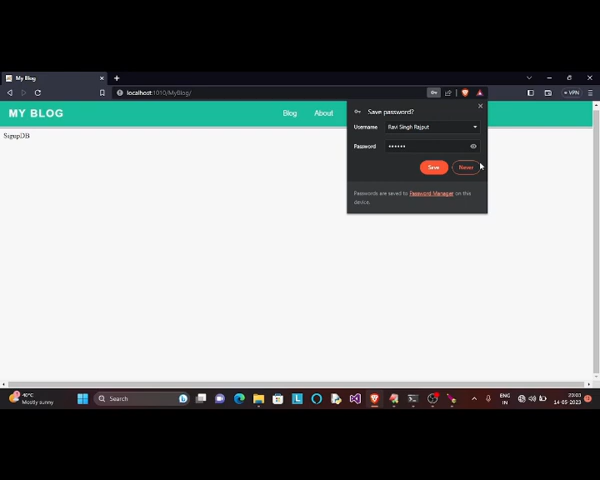 My Blog
localhost:1010/MyBlog/
VPN
MY BLOG
Blog
About
SignupDB
Save password?
Username
Ravi Singh Rajput
Password
••••••
Save
Never
Passwords are saved to Password Manager on this
device.
40°C
Mostly sunny
Search
ENG
IN
20:03
14-05-2023